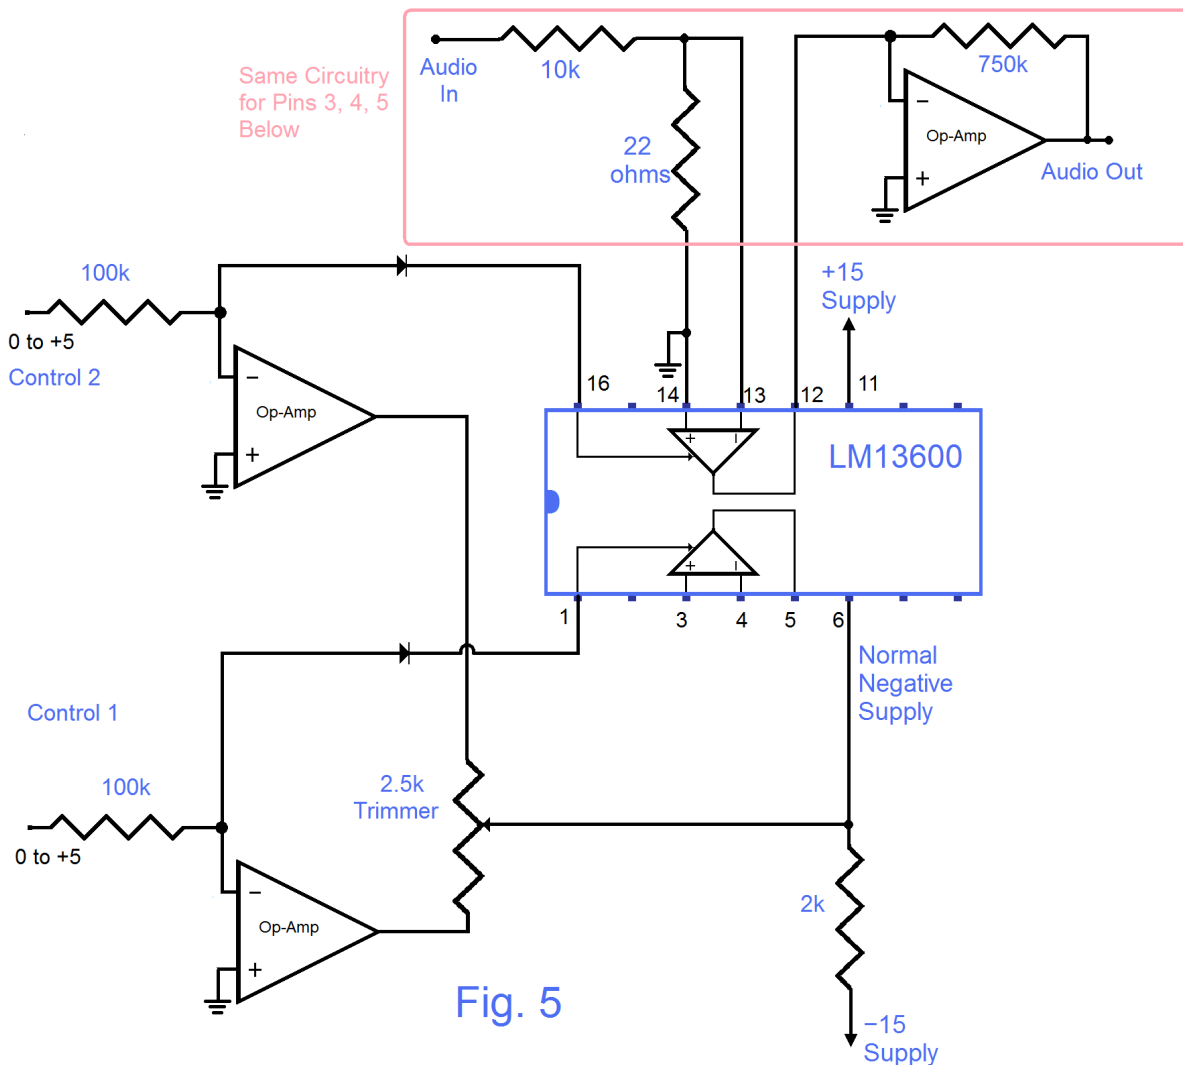 Same Circuitry
for Pins 3, 4, 5
Below
Audio
In
10k
22
ohms
750k
−
Op-Amp
+
Audio Out
100k
0 to +5
Control 2
−
Op-Amp
+
+15
Supply
16
14
13
12
11
+
−
LM13600
+
−
1
3
4
5
6
Normal
Negative
Supply
Control 1
100k
0 to +5
2.5k
Trimmer
−
Op-Amp
+
2k
Fig. 5
−15
Supply